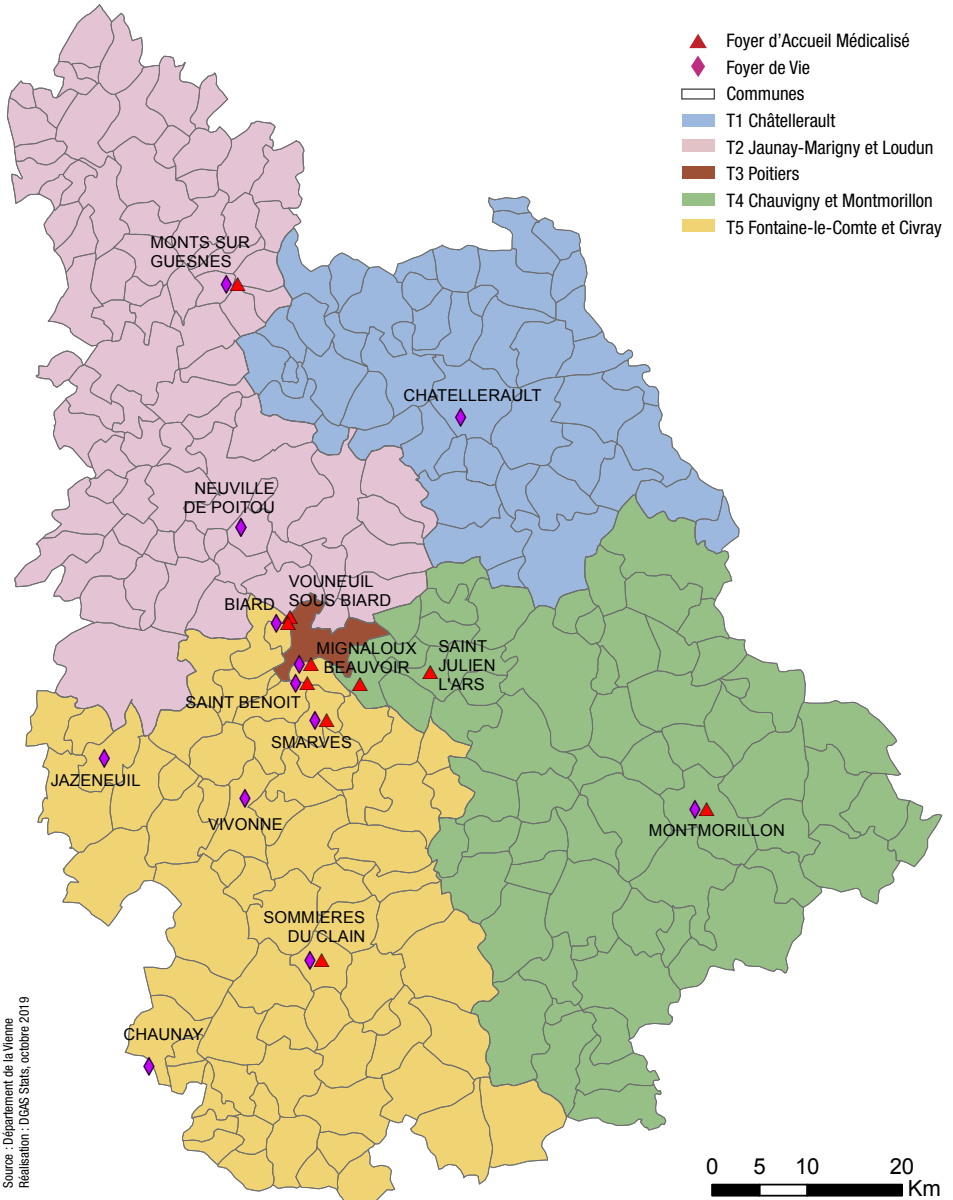 Foyer d'Accueil Médicalisé
Foyer de Vie
Communes
T1 Châtellerault
T2 Jaunay-Marigny et Loudun
T3 Poitiers
T4 Chauvigny et Montmorillon
T5 Fontaine-le-Comte et Civray
MONTS SUR
GUESNES
CHATELLERAULT
NEUVILLE
DE POITOU
VOUNEUIL
SOUS BIARD
BIARD
MIGNALOUX
BEAUVOIR
SAINT
JULIEN
L'ARS
SAINT BENOIT
SMARVES
JAZENEUIL
VIVONNE
MONTMORILLON
SOMMIERES
DU CLAIN
CHAUNAY
Source : Département de la Vienne
Réalisation : DGAS Stats, octobre 2019
0 5 10 20
Km